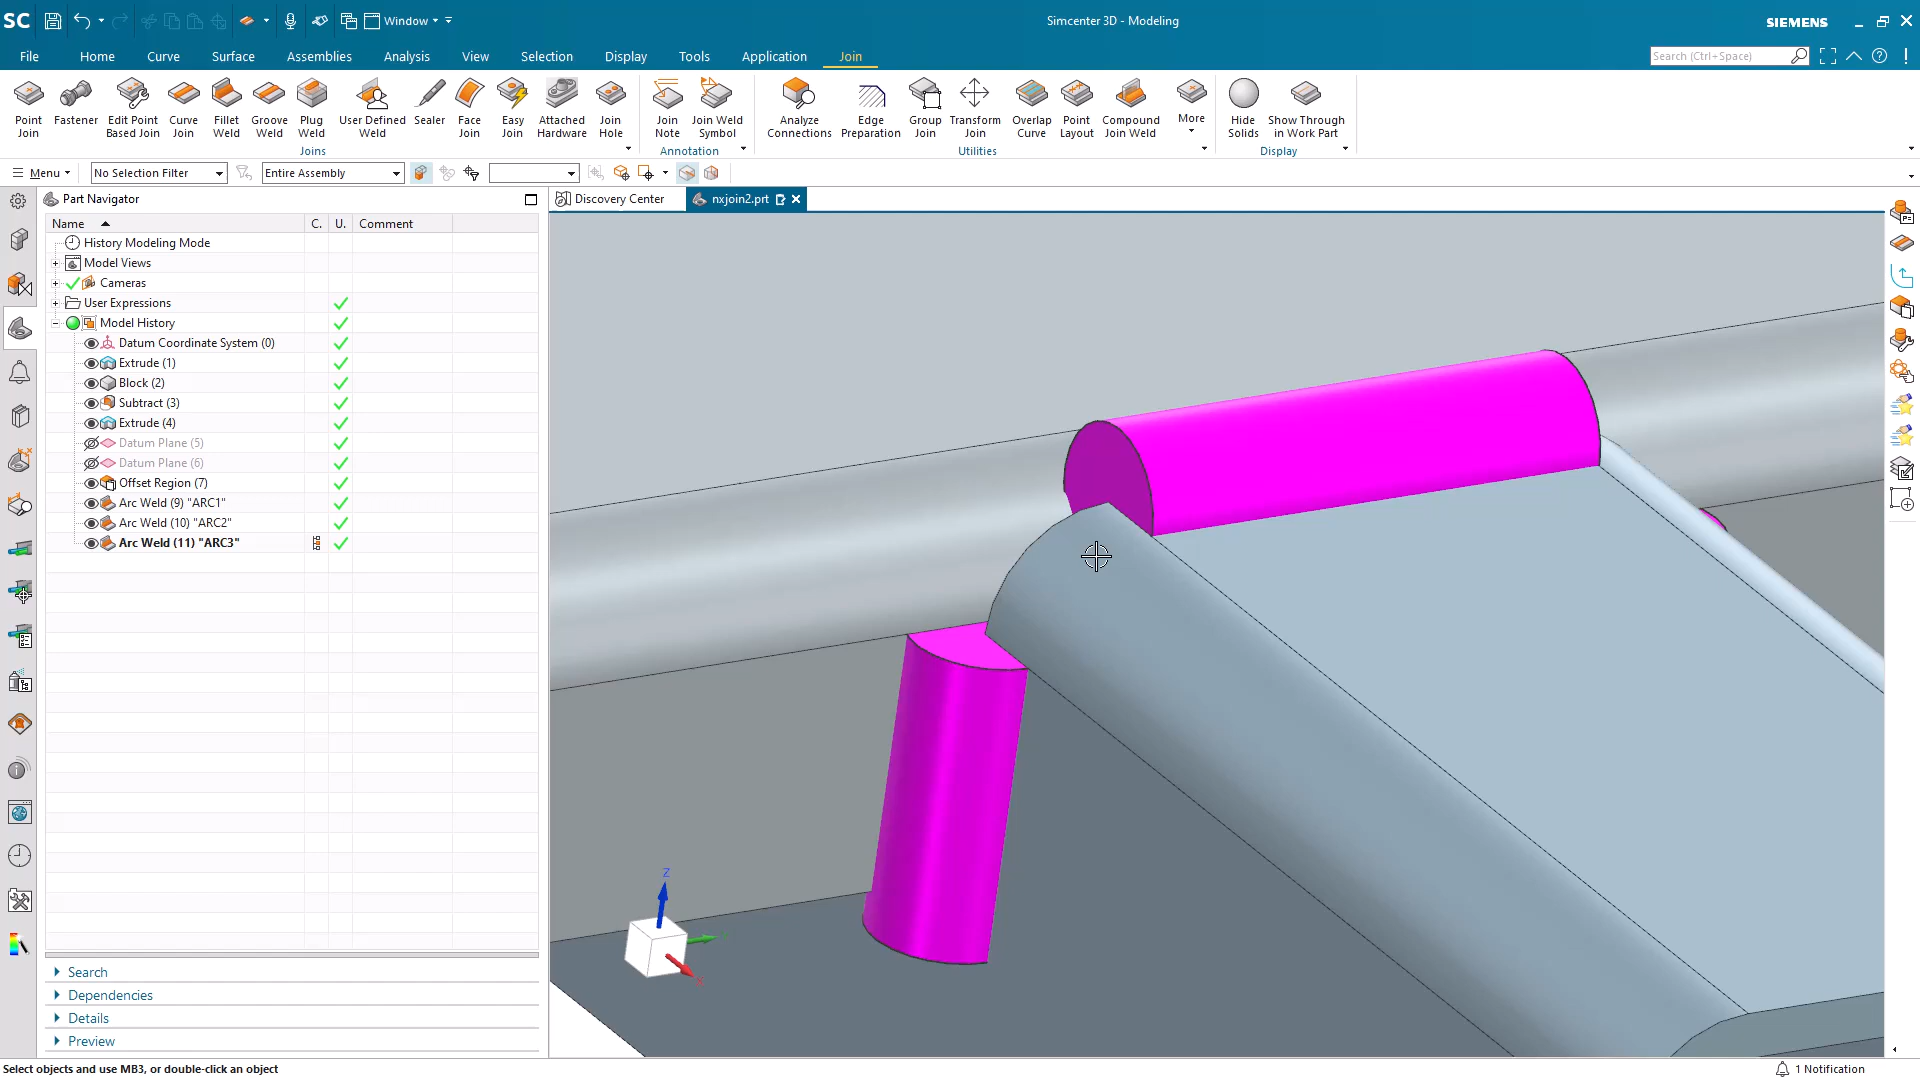 SC Window Simcenter 3D - Modeling SIEMENS
File Home Curve Surface Assemblies Analysis View Selection Display Tools Application Join Search (Ctrl+Space)
Point Join Fastener Edit Point Based Join Curve Join Fillet Weld Groove Weld Plug Weld User Defined Weld Sealer Face Join Easy Join Attached Hardware Join Hole Join Note Join Weld Symbol Analyze Connections Edge Preparation Group Join Transform Join Overlap Curve Point Layout Compound Join Weld More Hide Solids Show Through in Work Part
Joins Annotation Utilities Display
Menu No Selection Filter Entire Assembly
Part Navigator Discovery Center nxjoin2.prt
Name C. U. Comment
History Modeling Mode
Model Views
Cameras
User Expressions
Model History
Datum Coordinate System (0)
Extrude (1)
Block (2)
Subtract (3)
Extrude (4)
Datum Plane (5)
Datum Plane (6)
Offset Region (7)
Arc Weld (9) "ARC1"
Arc Weld (10) "ARC2"
Arc Weld (11) "ARC3"
Z
Search
Dependencies
Details
Preview
Select objects and use MB3, or double-click an object 1 Notification